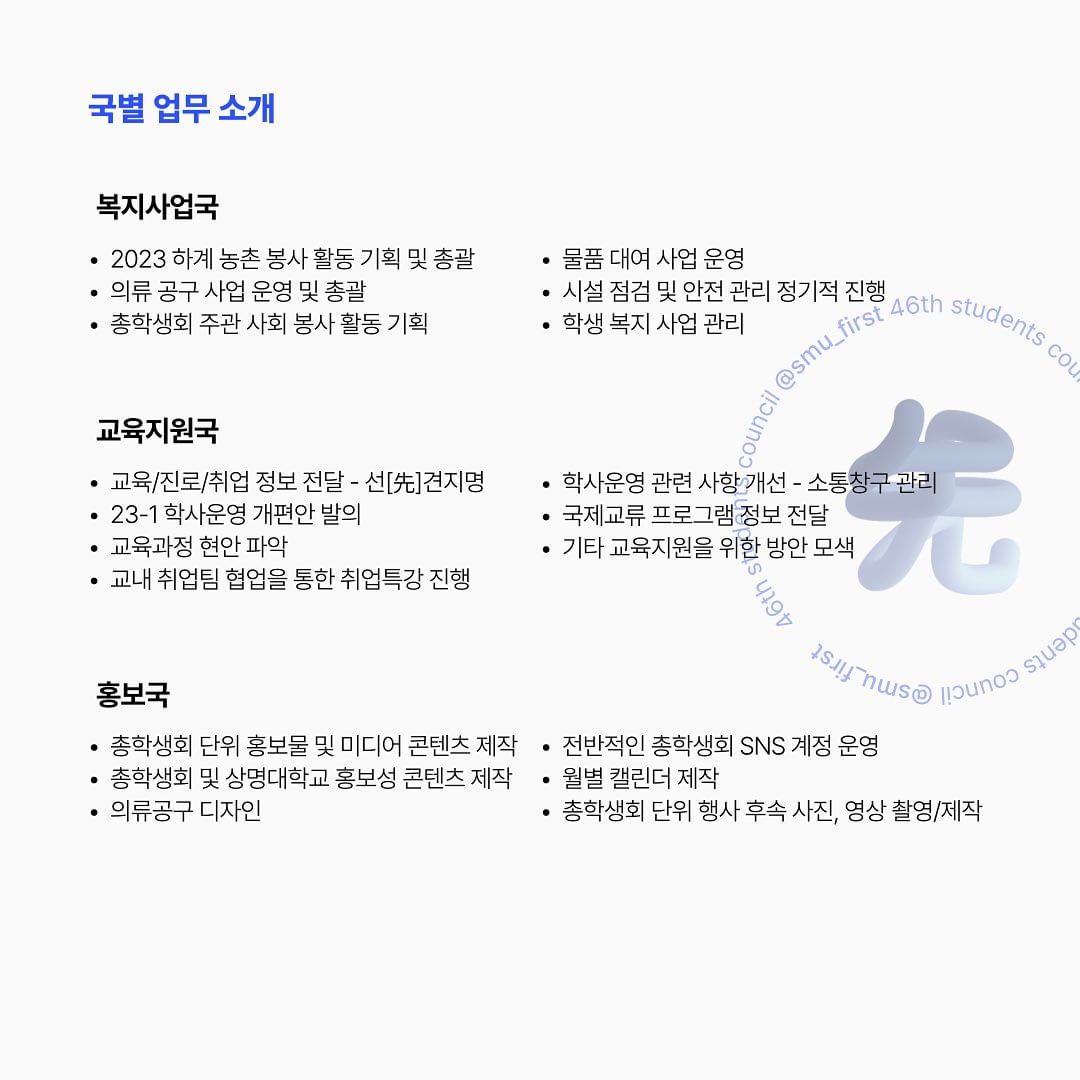 국별 업무 소개
복지사업국
• 2023 하계 농촌 봉사 활동 기획 및 총괄
• 의류 공구 사업 운영 및 총괄
• 총학생회 주관 사회 봉사 활동 기획
• 물품 대여 사업 운영
• 시설 점검 및 안전 관리 정기적 진행
• 학생 복지 사업 관리
교육지원국
• 교육/진로/취업 정보 전달 - 선[先]견지명
• 23-1 학사운영 개편안 발의
• 교육과정 현안 파악
• 교내 취업팀 협업을 통한 취업특강 진행
• 학사운영 관련 사항 개선 - 소통창구 관리
• 국제교류 프로그램 정보 전달
• 기타 교육지원을 위한 방안 모색
홍보국
• 총학생회 단위 홍보물 및 미디어 콘텐츠 제작
• 총학생회 및 상명대학교 홍보성 콘텐츠 제작
• 의류공구 디자인
• 전반적인 총학생회 SNS 계정 운영
• 월별 캘린더 제작
• 총학생회 단위 행사 후속 사진, 영상 촬영/제작
46th students council @smu_first 46th students
students council @smu_first
先